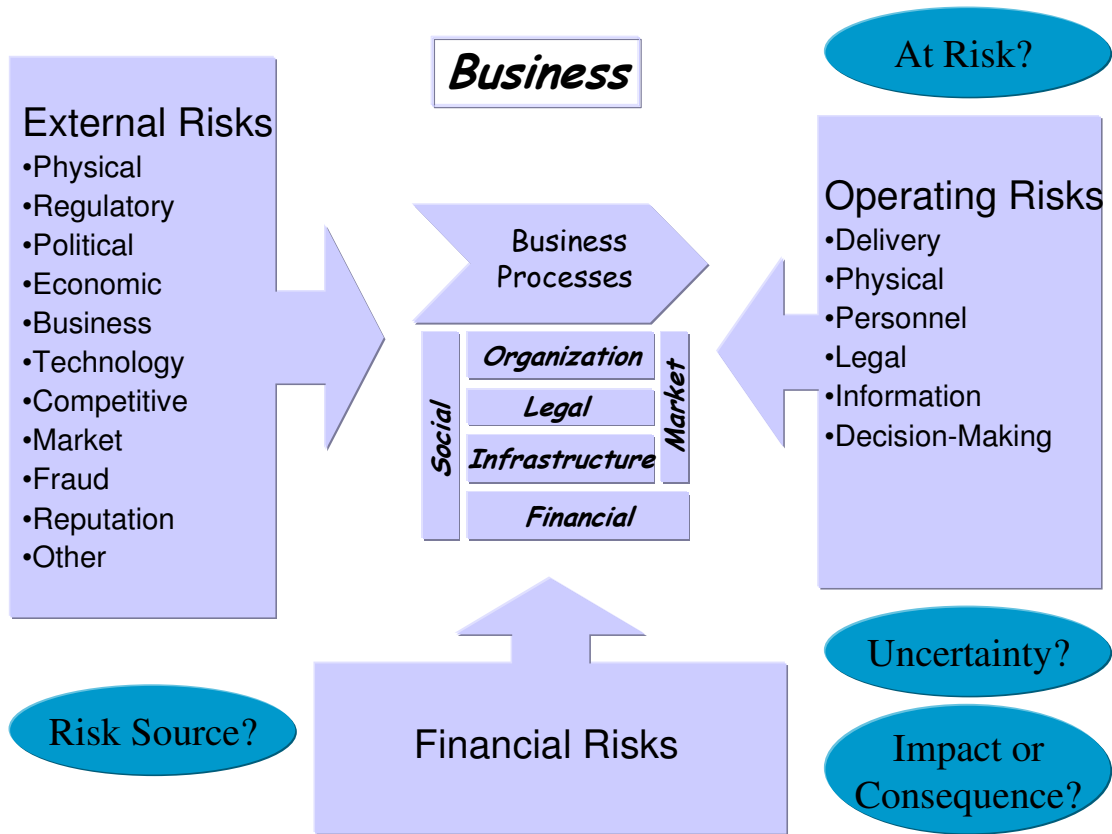 Business
At Risk?
External Risks
•Physical
•Regulatory
•Political
•Economic
•Business
•Technology
•Competitive
•Market
•Fraud
•Reputation
•Other
Business
Processes
Organization
Legal
Infrastructure
Financial
Social
Market
Operating Risks
•Delivery
•Physical
•Personnel
•Legal
•Information
•Decision-Making
Risk Source?
Financial Risks
Uncertainty?
Impact or
Consequence?